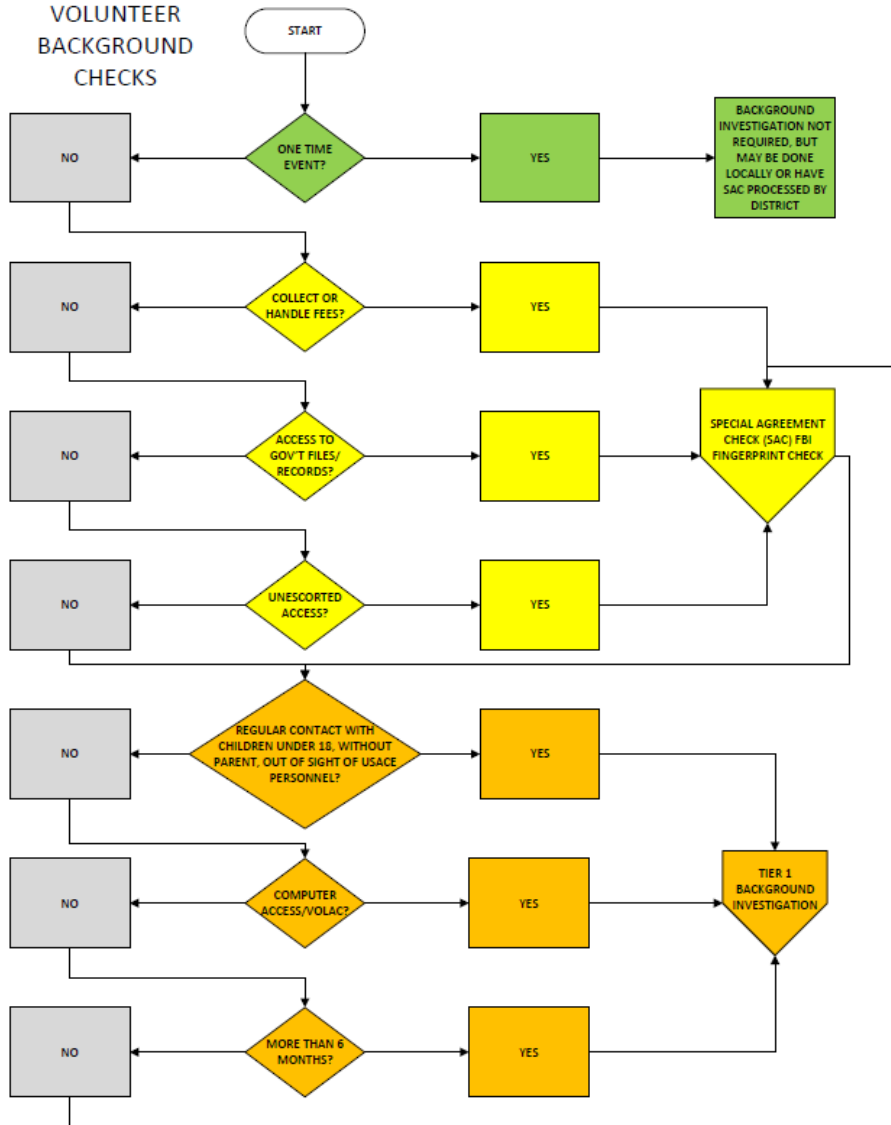 VOLUNTEER
BACKGROUND
CHECKS
START
NO
ONE TIME
EVENT?
YES
BACKGROUND
INVESTIGATION NOT
REQUIRED, BUT
MAY BE DONE
LOCALLY OR HAVE
SAC PROCESSED BY
DISTRICT
NO
COLLECT OR
HANDLE FEES?
YES
NO
ACCESS TO
GOV'T FILES/
RECORDS?
YES
SPECIAL AGREEMENT
CHECK (SAC) FBI
FINGERPRINT CHECK
NO
UNESCORTED
ACCESS?
YES
NO
REGULAR CONTACT WITH
CHILDREN UNDER 18, WITHOUT
PARENT, OUT OF SIGHT OF USACE
PERSONNEL?
YES
NO
COMPUTER
ACCESS/VOLAC?
YES
TIER 1
BACKGROUND
INVESTIGATION
NO
MORE THAN 6
MONTHS?
YES